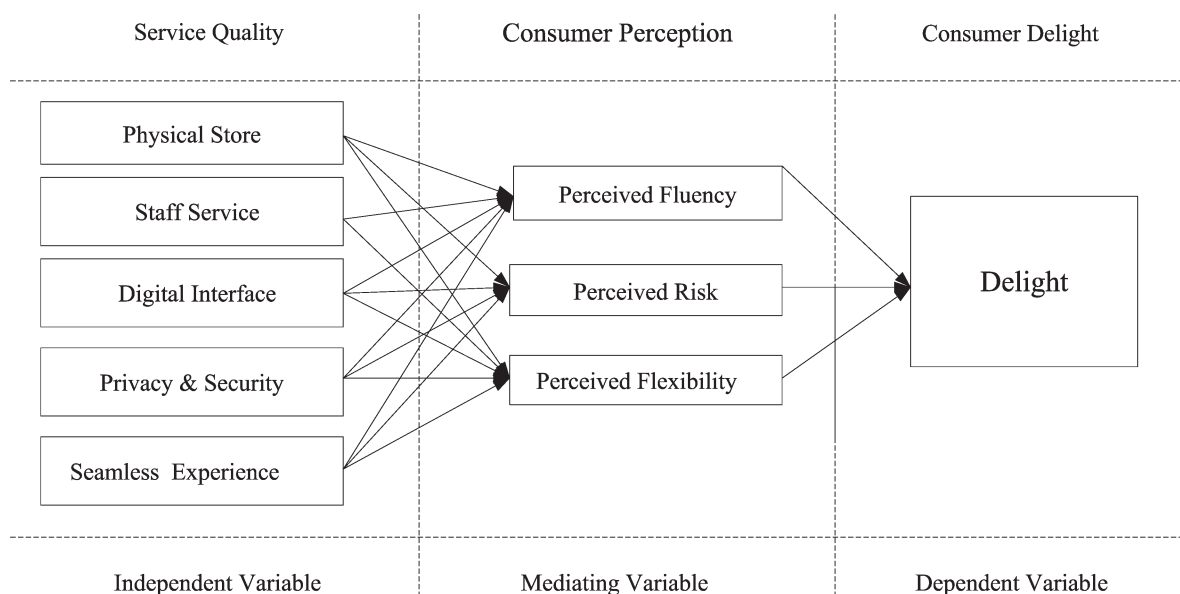 Service Quality
Consumer Perception
Consumer Delight
Physical Store
Staff Service
Digital Interface
Privacy & Security
Seamless Experience
Perceived Fluency
Perceived Risk
Perceived Flexibility
Delight
Independent Variable
Mediating Variable
Dependent Variable